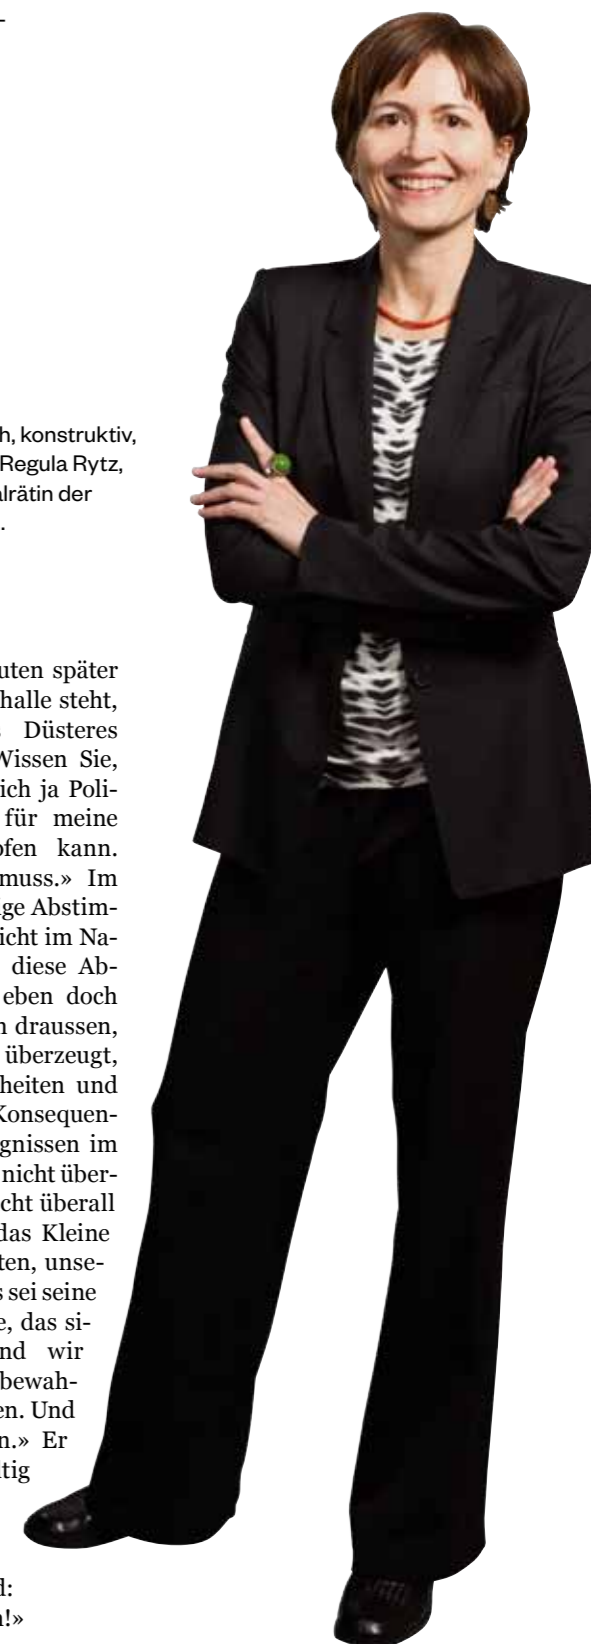 -
h, konstruktiv,
Regula Rytz,
lrätin der
.
uten später
halle steht,
s Düsteres
Wissen Sie,
ich ja Poli-
für meine
pfen kann.
muss.» Im
ige Abstim-
icht im Na-
diese Ab-
eben doch
n draussen,
überzeugt,
heiten und
Konsequen-
gnissen im
nicht über-
cht überall
das Kleine
ten, unse-
s sei seine
e, das si-
nd wir
bewah-
en. Und
n.» Er
tig
d:
n!»